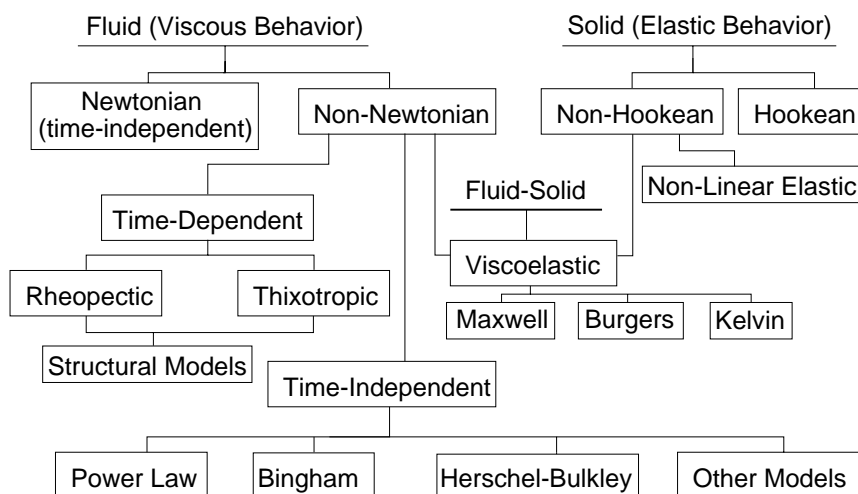 Fluid (Viscous Behavior)
Solid (Elastic Behavior)
Newtonian
(time-independent)
Non-Newtonian
Non-Hookean
Hookean
Non-Linear Elastic
Fluid-Solid
Time-Dependent
Viscoelastic
Rheopectic
Thixotropic
Maxwell
Burgers
Kelvin
Structural Models
Time-Independent
Power Law
Bingham
Herschel-Bulkley
Other Models